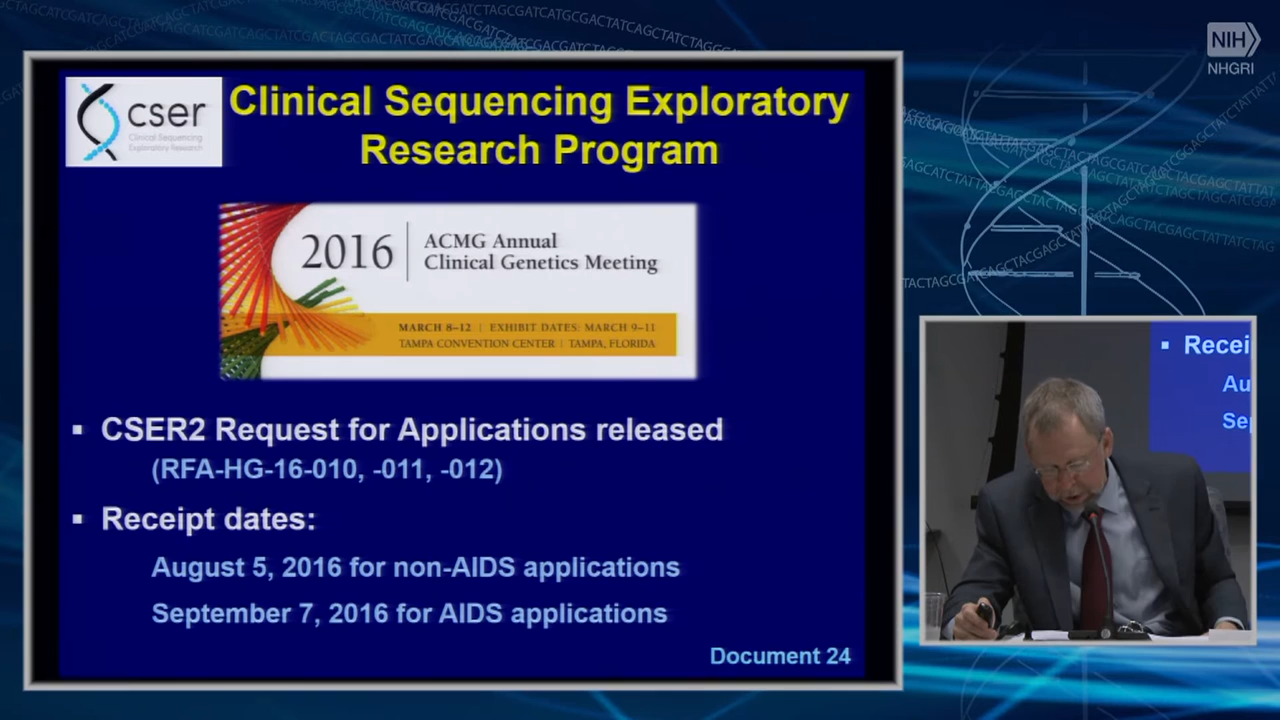 NIH
NHGRI
cser
Clinical Sequencing
Exploratory Research
Clinical Sequencing Exploratory
Research Program
2016
ACMG Annual
Clinical Genetics Meeting
MARCH 8–12 | EXHIBIT DATES: MARCH 9–11
TAMPA CONVENTION CENTER | TAMPA, FLORIDA
▪ CSER2 Request for Applications released
(RFA-HG-16-010, -011, -012)
▪ Receipt dates:
August 5, 2016 for non-AIDS applications
September 7, 2016 for AIDS applications
Document 24
▪ Recei
Au
Sep